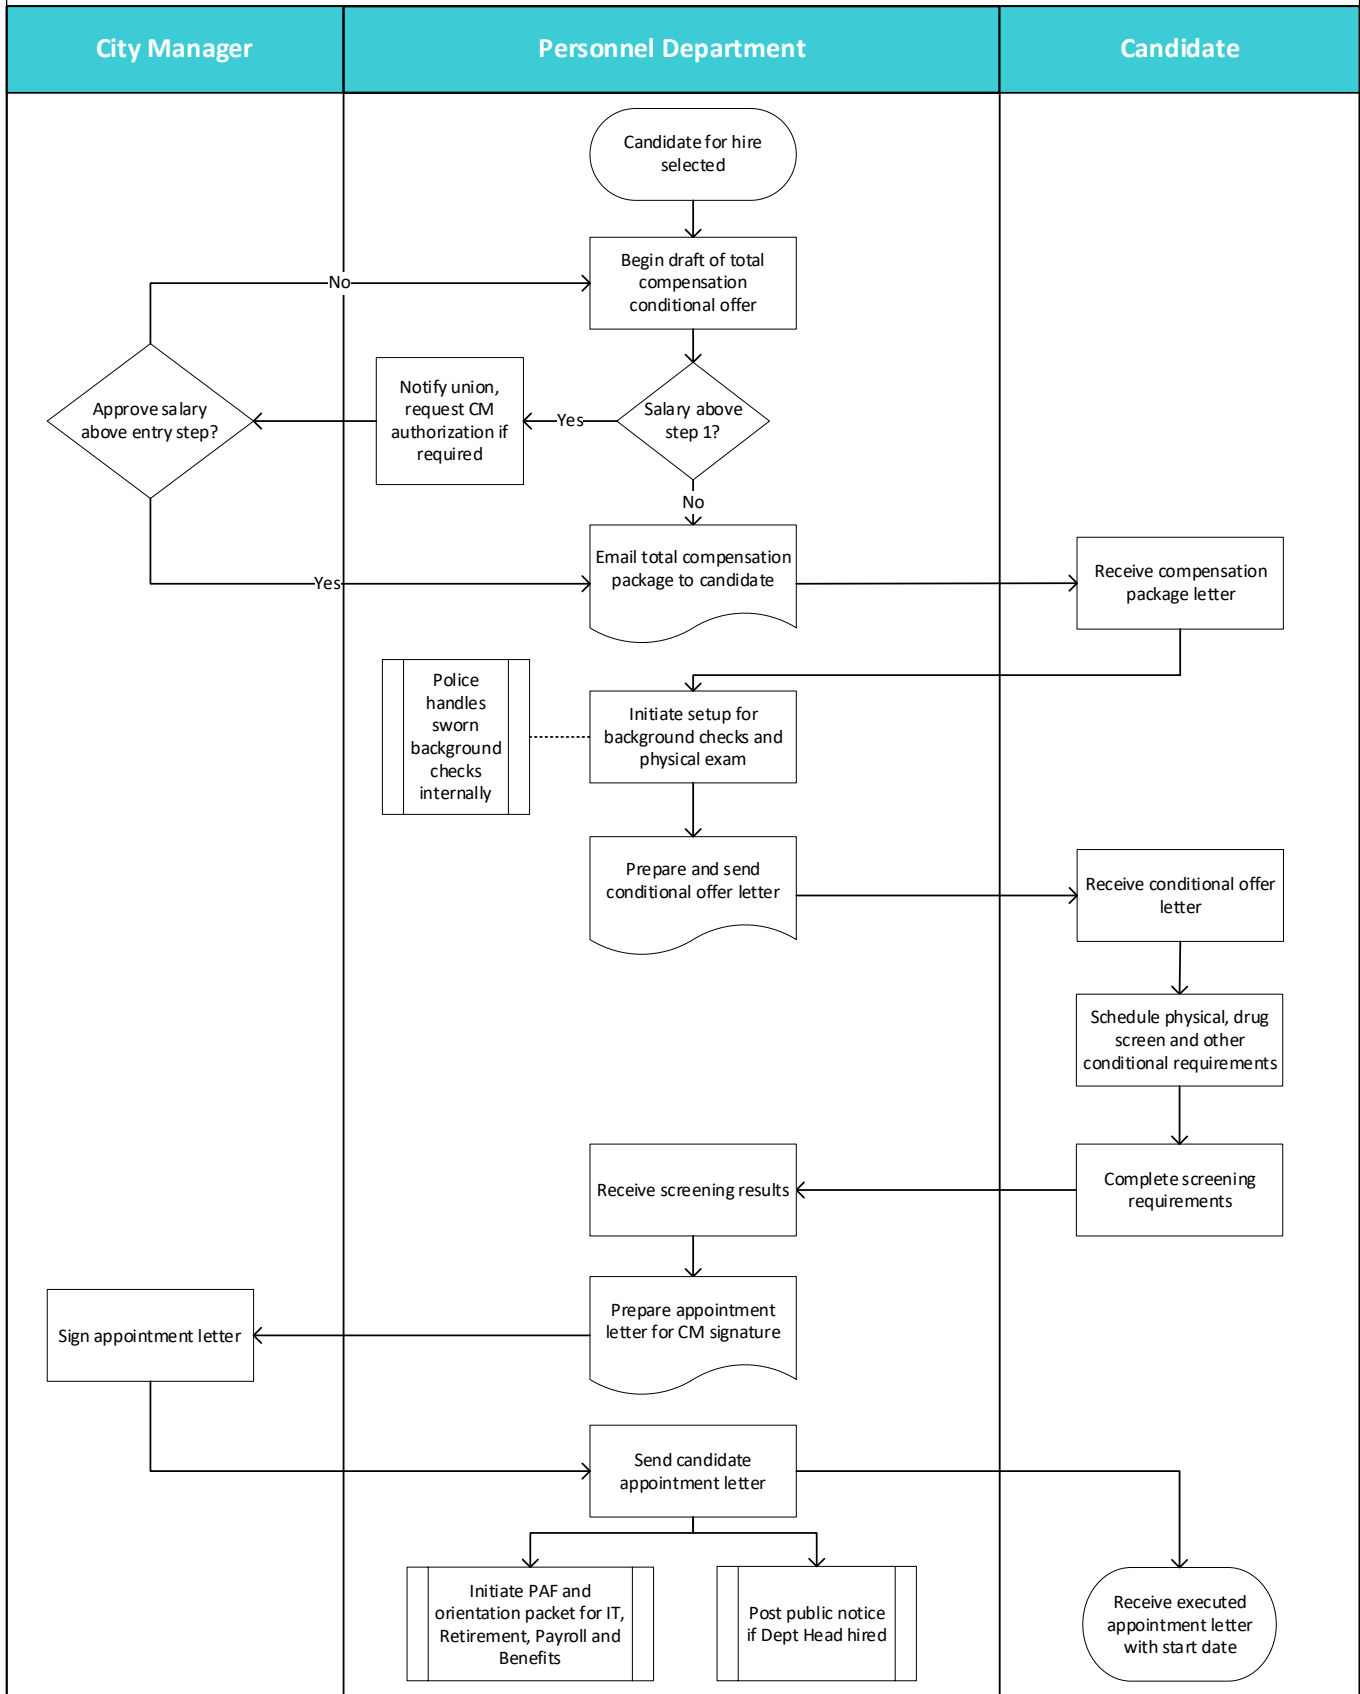 City Manager
Personnel Department
Candidate
Candidate for hire
selected
Begin draft of total
compensation
conditional offer
No
Approve salary
above entry step?
Notify union,
request CM
authorization if
required
Yes
Salary above
step 1?
No
Email total compensation
package to candidate
Yes
Receive compensation
package letter
Police
handles
sworn
background
checks
internally
Initiate setup for
background checks and
physical exam
Prepare and send
conditional offer letter
Receive conditional offer
letter
Schedule physical, drug
screen and other
conditional requirements
Receive screening results
Complete screening
requirements
Sign appointment letter
Prepare appointment
letter for CM signature
Send candidate
appointment letter
Initiate PAF and
orientation packet for IT,
Retirement, Payroll and
Benefits
Post public notice
if Dept Head hired
Receive executed
appointment letter
with start date